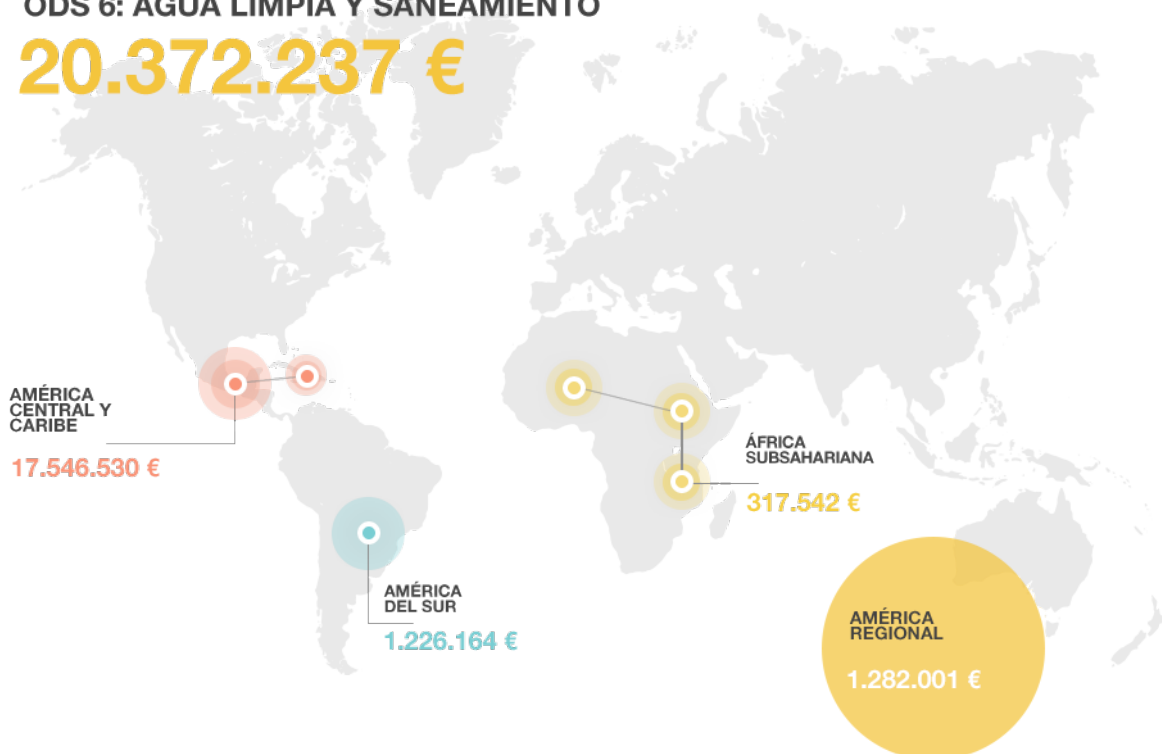 ODS 6: AGUA LIMPIA Y SANEAMIENTO
20.372.237 €
AMÉRICA
CENTRAL Y
CARIBE
17.546.530 €
ÁFRICA
SUBSAHARIANA
317.542 €
AMÉRICA
DEL SUR
1.226.164 €
AMÉRICA
REGIONAL
1.282.001 €